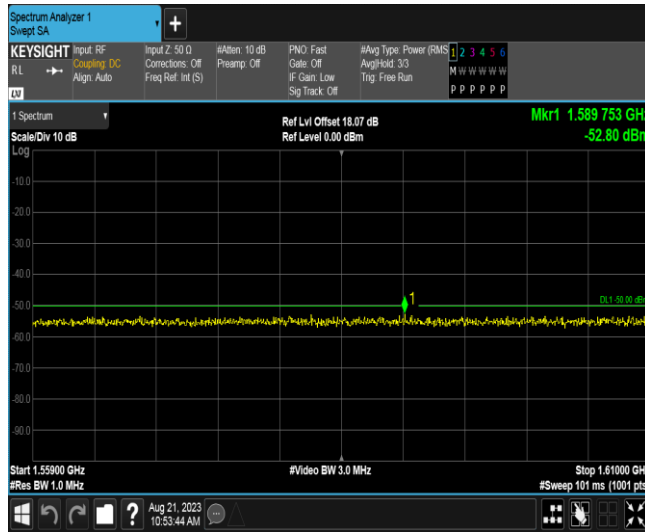 Spectrum Analyzer 1
Swept SA
+
KEYSIGHT
RL
LXI
Input: RF
Coupling: DC
Align: Auto
Input Z: 50 Ω
Corrections: Off
Freq Ref: Int (S)
#Atten: 10 dB
Preamp: Off
PNO: Fast
Gate: Off
IF Gain: Low
Sig Track: Off
#Avg Type: Power (RMS
Avg|Hold: 3/3
Trig: Free Run
1 2 3 4 5 6
M W W W W W
P P P P P P
1 Spectrum
Scale/Div 10 dB
Log
Ref Lvl Offset 18.07 dB
Ref Level 0.00 dBm
Mkr1 1.589 753 GH
-52.80 dBm
-10.0
-20.0
-30.0
-40.0
-50.0
1
DL1 -50.00 dB
-60.0
-70.0
-80.0
-90.0
Start 1.55900 GHz
#Res BW 1.0 MHz
#Video BW 3.0 MHz
Stop 1.61000 GH
#Sweep 101 ms (1001 pts
?
Aug 21, 2023
10:53:44 AM